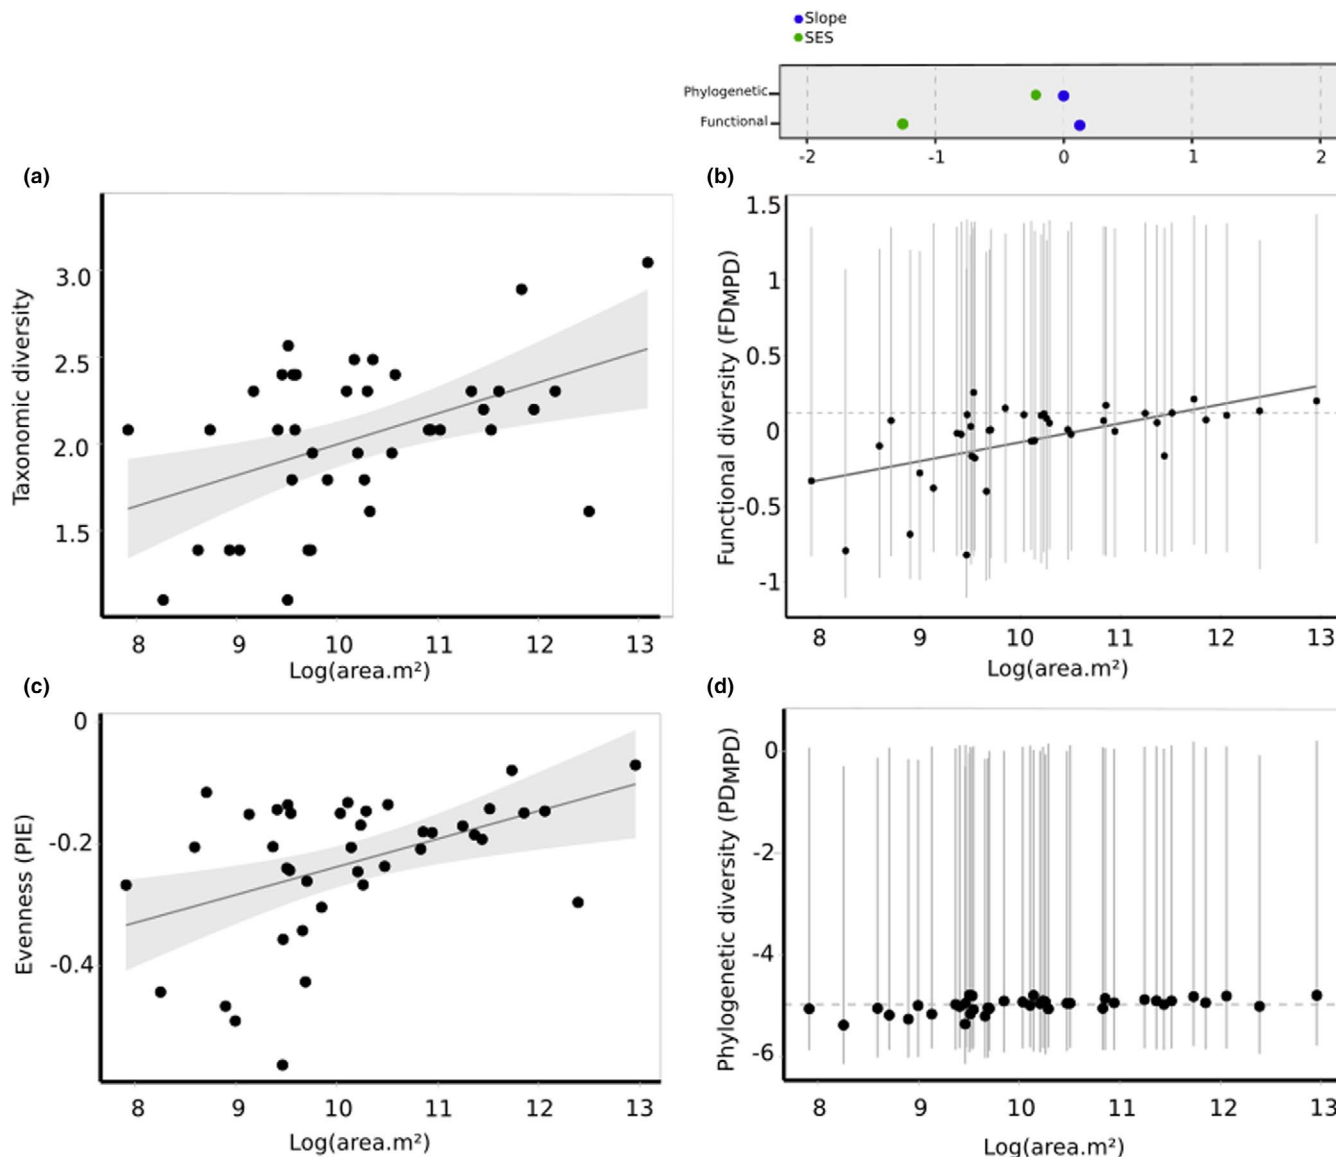 Slope
SES
Phylogenetic
Functional
-2 -1 0 1 2
(a)
Taxonomic diversity
3.0
2.5
2.0
1.5
8 9 10 11 12 13
Log(area.m²)
(b)
Functional diversity (FDMPD)
1.5
1
0.5
0
-0.5
-1
8 9 10 11 12 13
Log(area.m²)
(c)
Evenness (PIE)
0
-0.2
-0.4
8 9 10 11 12 13
Log(area.m²)
(d)
Phylogenetic diversity (PDMPD)
0
-2
-4
-6
8 9 10 11 12 13
Log(area.m²)